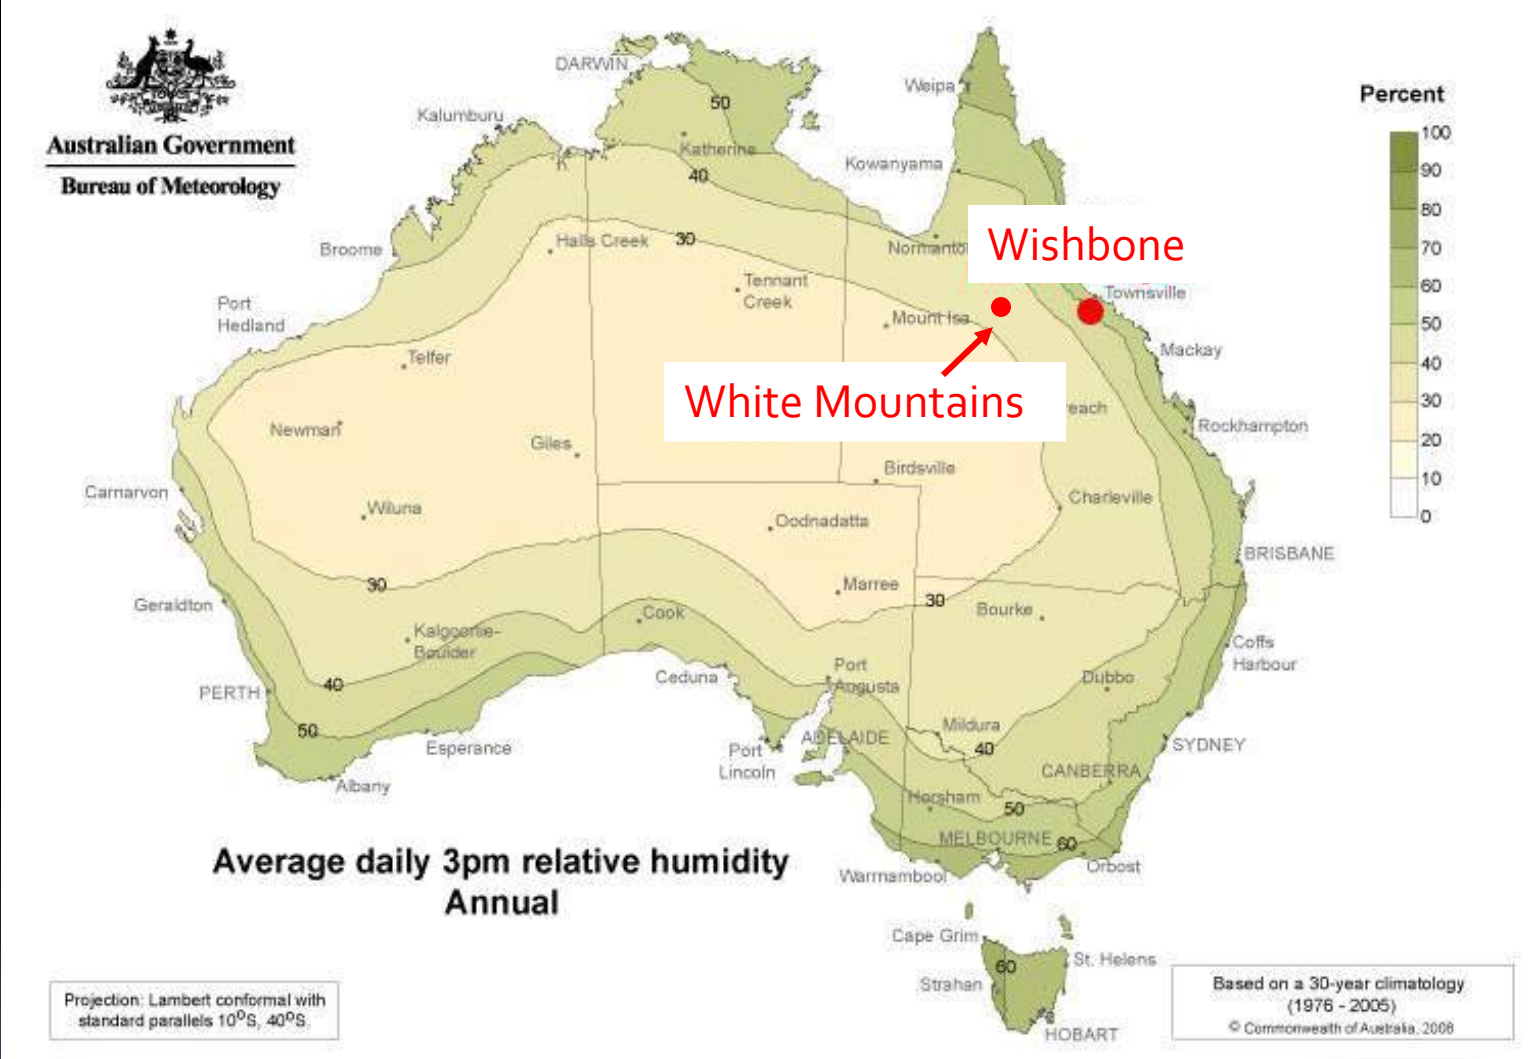 Australian Government
Bureau of Meteorology
DARWIN
Kalumburu
50
Katherine
40
Weipa
Kowanyama
Percent
100
90
80
70
60
50
40
30
20
10
0
Broome
Halls Creek
30
Normanto
Wishbone
Tennant
Creek
Townsville
Port
Hedland
Mount Isa
Mackay
Telfer
White Mountains
reach
Newman
Giles
Rockhampton
Birdsville
Carnarvon
Wiluna
Oodnadatta
Charleville
BRISBANE
30
Marree
30
Bourke
Geraldton
Cook
Kalgoorlie-
Boulder
Coffs
Harbour
PERTH
40
Ceduna
Port
Augusta
Dubbo
50
Esperance
Port
Lincoln
ADELAIDE
Mildura
40
SYDNEY
CANBERRA
Albany
Horsham
50
MELBOURNE
60
Orbost
Warrnambool
Average daily 3pm relative humidity
Annual
Cape Grim
60
St. Helens
Strahan
HOBART
Projection: Lambert conformal with
standard parallels 10ºS, 40ºS.
Based on a 30-year climatology
(1976 - 2005)
© Commonwealth of Australia, 2008